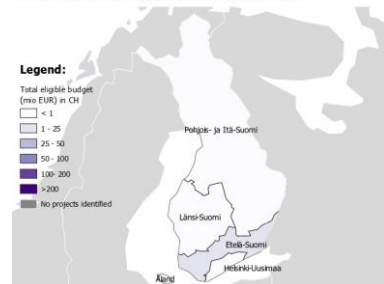 Legend:
Total eligible budget
(mio EUR) in CH
< 1
1 - 25
25 - 50
50 - 100
100- 200
>200
No projects identified
Pohjois- ja Itä-Suomi
Länsi-Suomi
Etelä-Suomi
Helsinki-Uusimaa
Åland